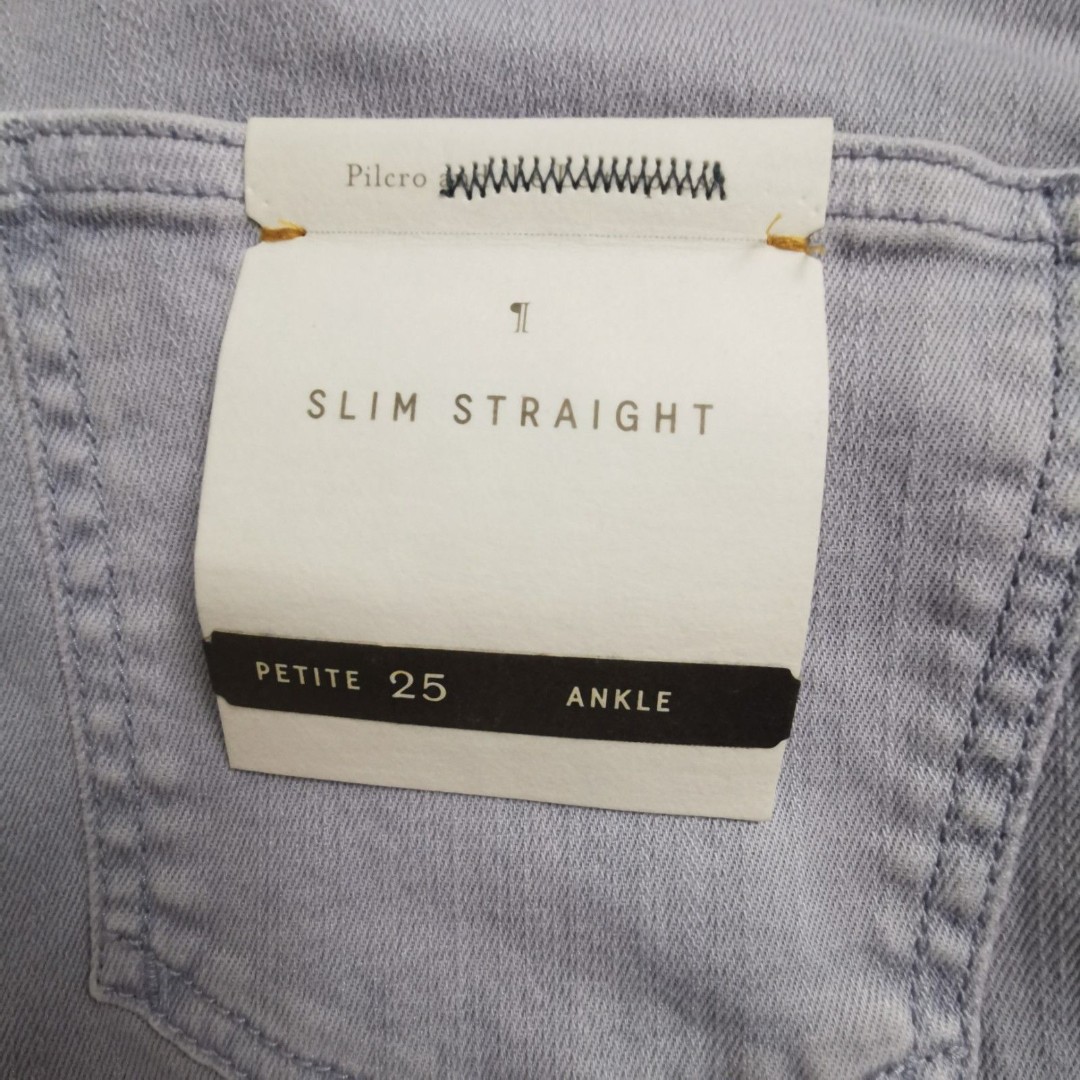 Pilcro
¶
SLIM STRAIGHT
PETITE 25 ANKLE